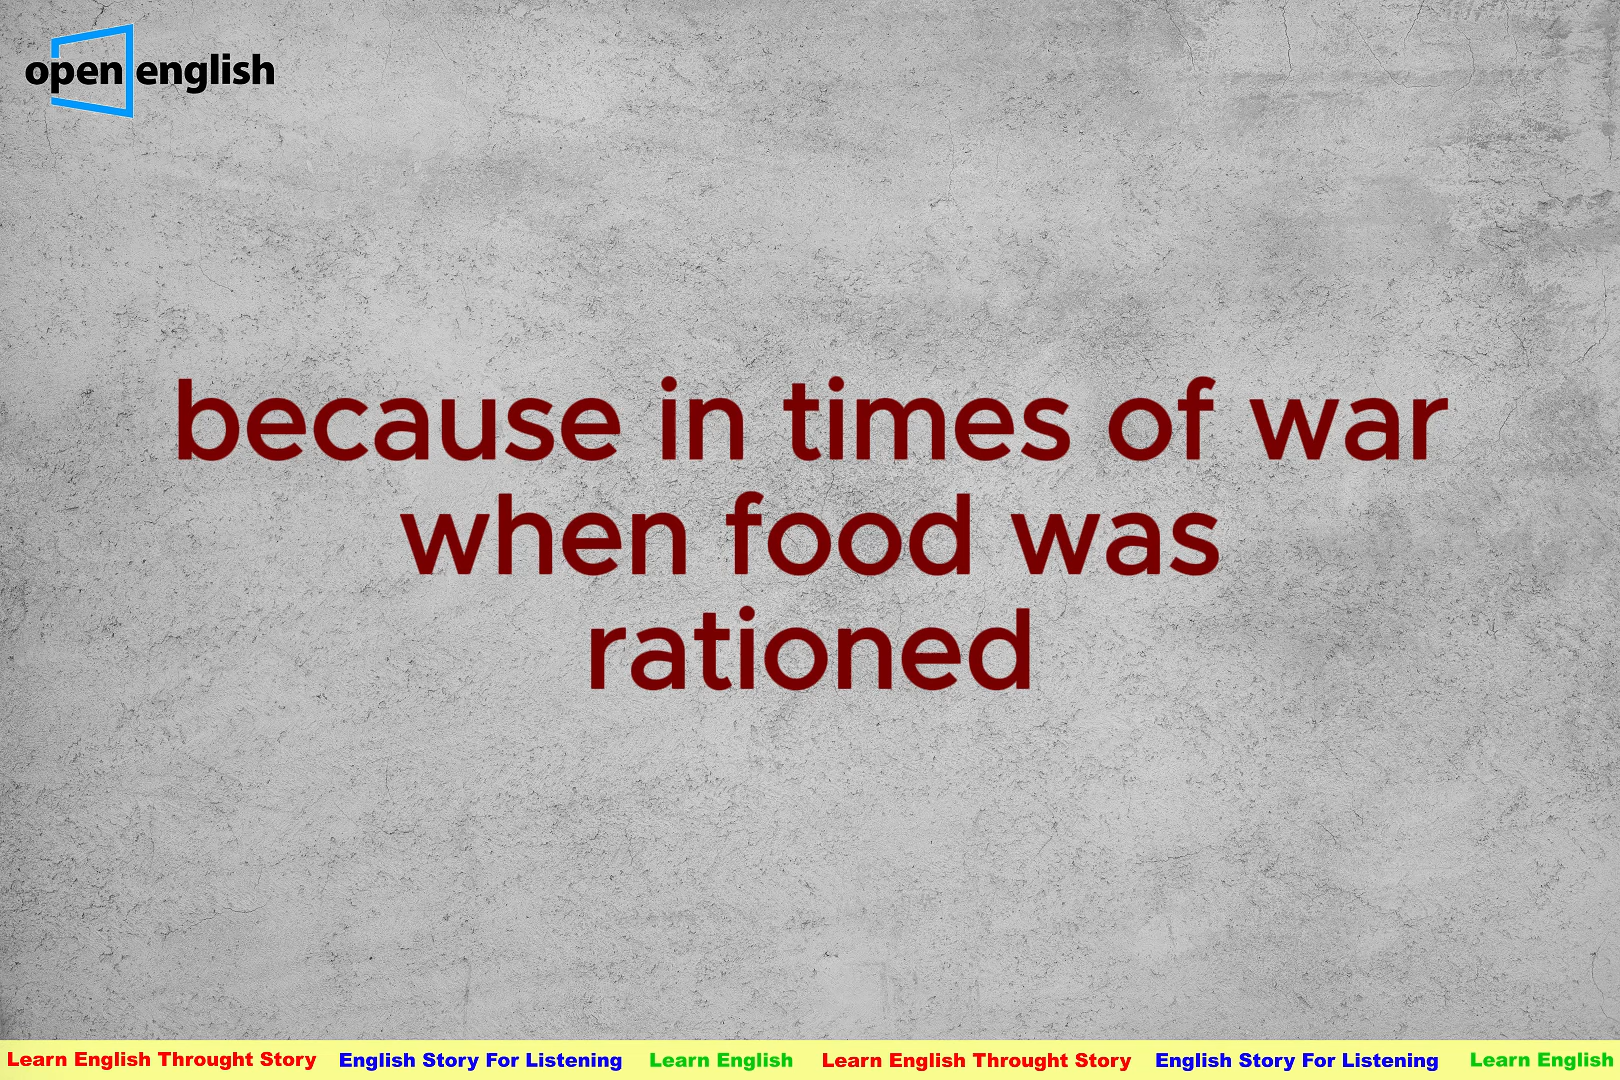 open english
because in times of war
when food was
rationed
Learn English Throught Story English Story For Listening Learn English Learn English Throught Story English Story For Listening Learn English